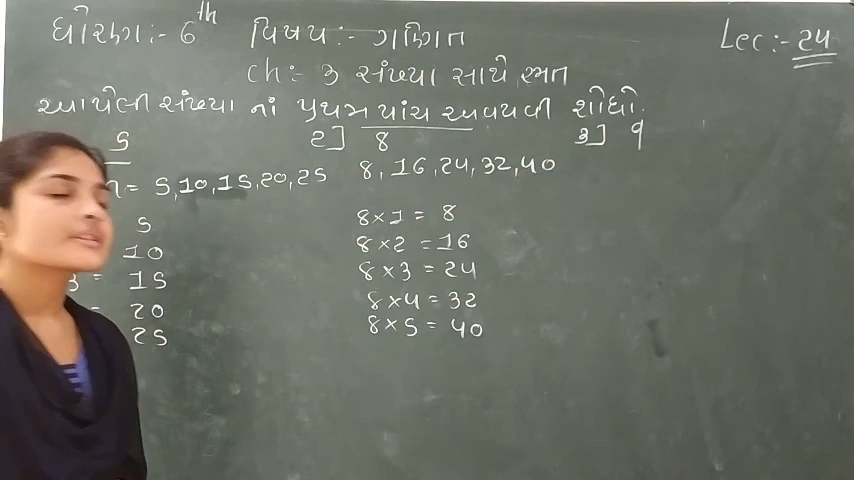 ધોરણ:- 6th વિષય:- ગણિત Lec:- 24
ch:- 3 સંખ્યા સાથે રમત
આપેલી સંખ્યા નાં પ્રથમ પાંચ અવયવી શોધો.
5 2] 8 3] 9
= 5,10,15,20,25 8,16,24,32,40
5 8×1 = 8
10 8×2 = 16
3 = 15 8×3 = 24
= 20 8×4 = 32
25 8×5 = 40